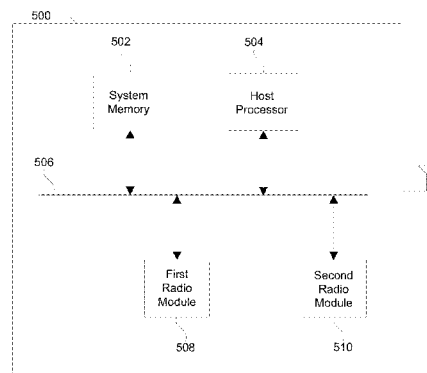 500
502
504
System
Memory
Host
Processor
506
First
Radio
Module
Second
Radio
Module
508
510